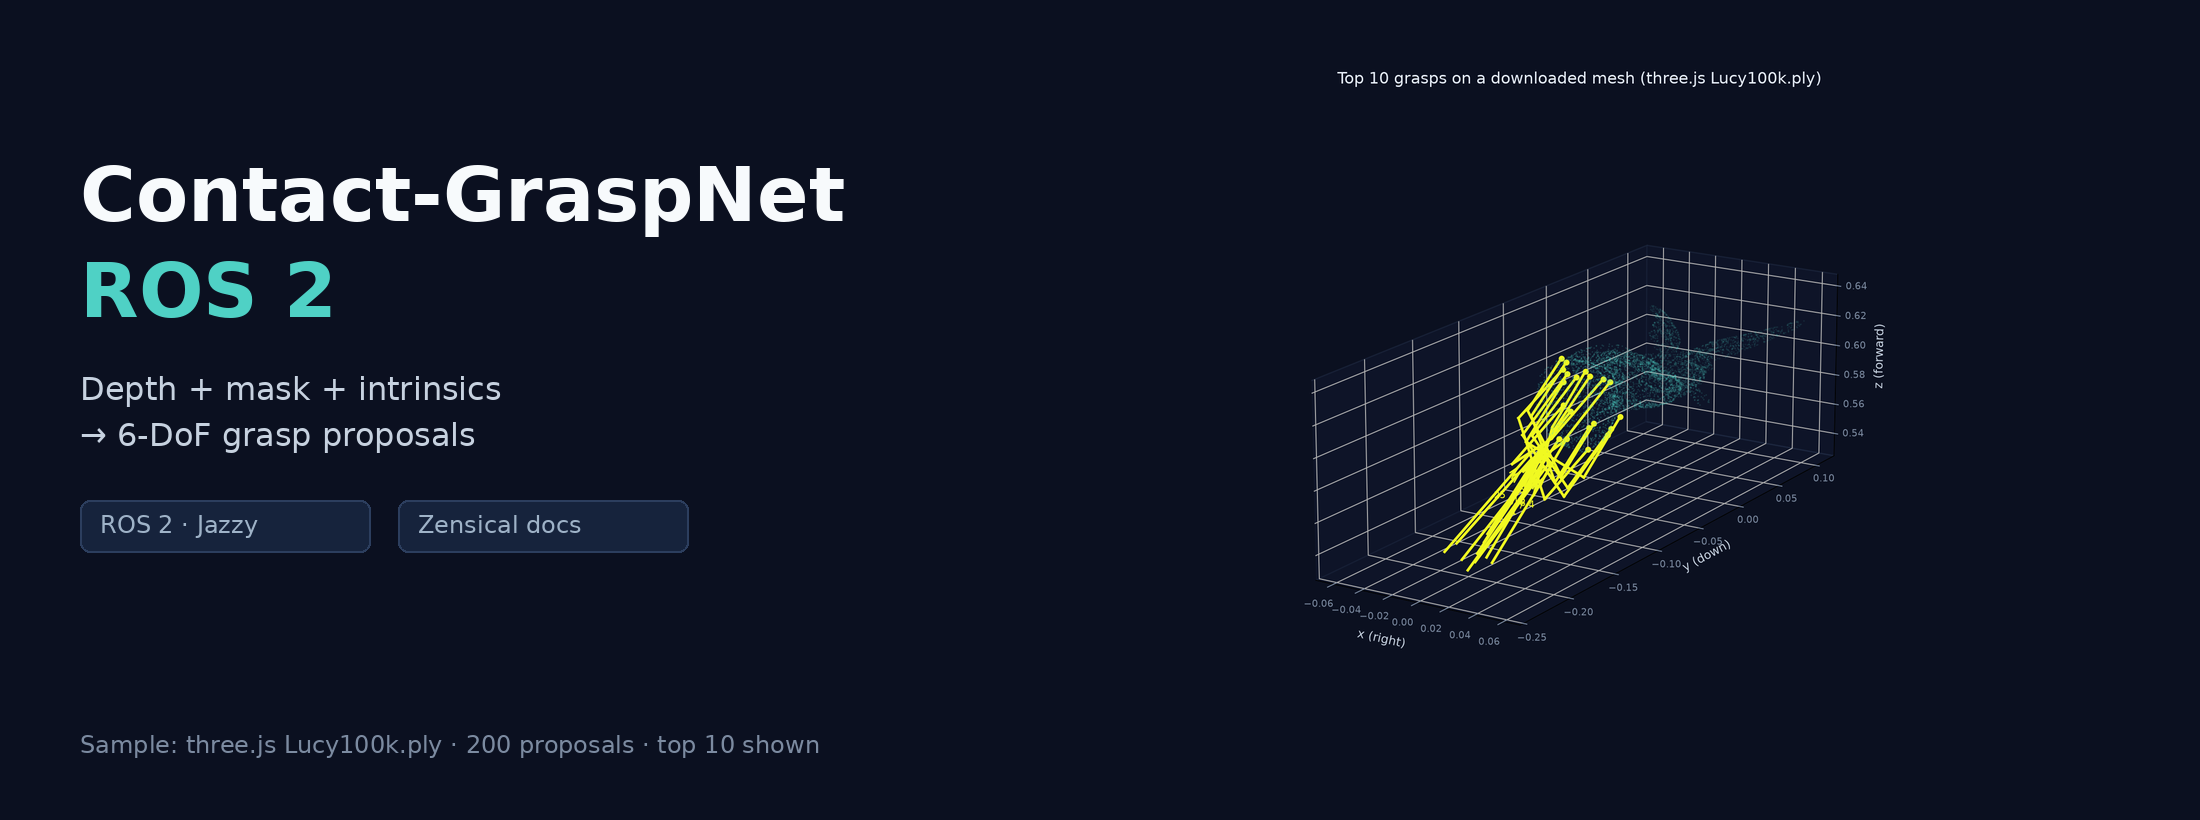 Contact-GraspNet
ROS 2
Depth + mask + intrinsics
→ 6-DoF grasp proposals
ROS 2 · Jazzy
Zensical docs
Sample: three.js Lucy100k.ply · 200 proposals · top 10 shown
Top 10 grasps on a downloaded mesh (three.js Lucy100k.ply)
0.64
0.62
0.60
0.58
0.56
0.54
z (forward)
0.10
0.05
0.00
−0.05
−0.10
−0.15
−0.20
−0.25
y (down)
−0.06
−0.04
−0.02
0.00
0.02
0.04
0.06
x (right)